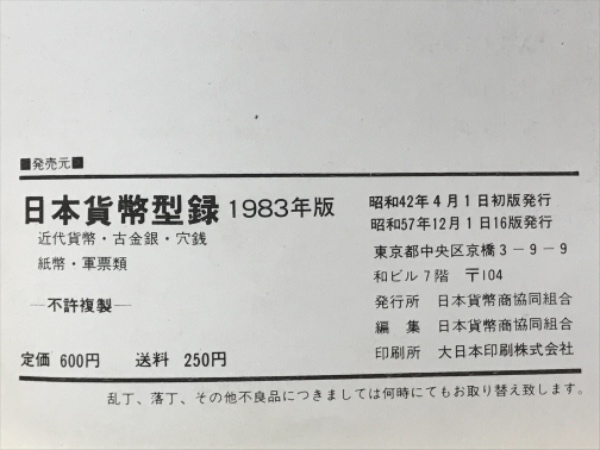 ■発売元■
日本貨幣型録 1983年版
近代貨幣・古金銀・穴銭
紙幣・軍票類
―不許複製―
定価 600円 送料 250円
昭和42年4月1日初版発行
昭和57年12月1日16版発行
東京都中央区京橋3-9-9
和ビル7階 〒104
発行所 日本貨幣商協同組合
編集 日本貨幣商協同組合
印刷所 大日本印刷株式会社
乱丁、落丁、その他不良品につきましては何時にてもお取り替え致します。